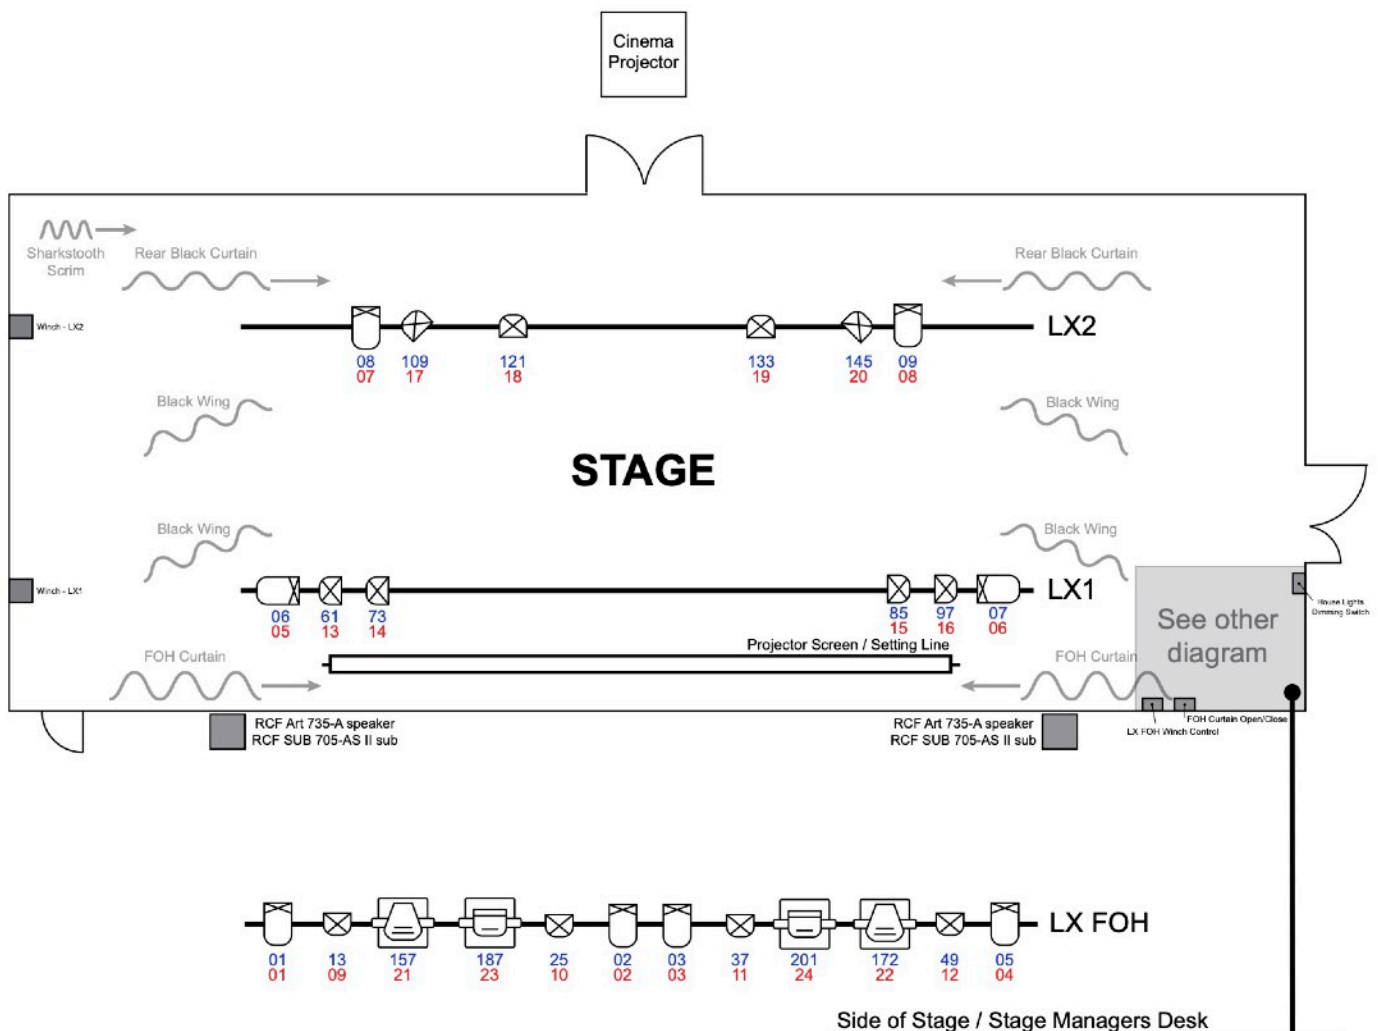 Cinema
Projector
Sharkstooth
Scrim
Rear Black Curtain
Rear Black Curtain
Winch - LX2
LX2
08 109 121 133 145 09
07 17 18 19 20 08
Black Wing
Black Wing
STAGE
Black Wing
Black Wing
Winch - LX1
LX1
House Lights
Dimming Switch
06 61 73 85 97 07
05 13 14 15 16 06
See other
diagram
Projector Screen / Setting Line
FOH Curtain
FOH Curtain
RCF Art 735-A speaker
RCF SUB 705-AS II sub
RCF Art 735-A speaker
RCF SUB 705-AS II sub
FOH Curtain Open/Close
LX FOH Winch Control
LX FOH
01 13 157 187 25 02 03 37 201 172 49 05
01 09 21 23 10 02 03 11 24 22 12 04
Side of Stage / Stage Managers Desk